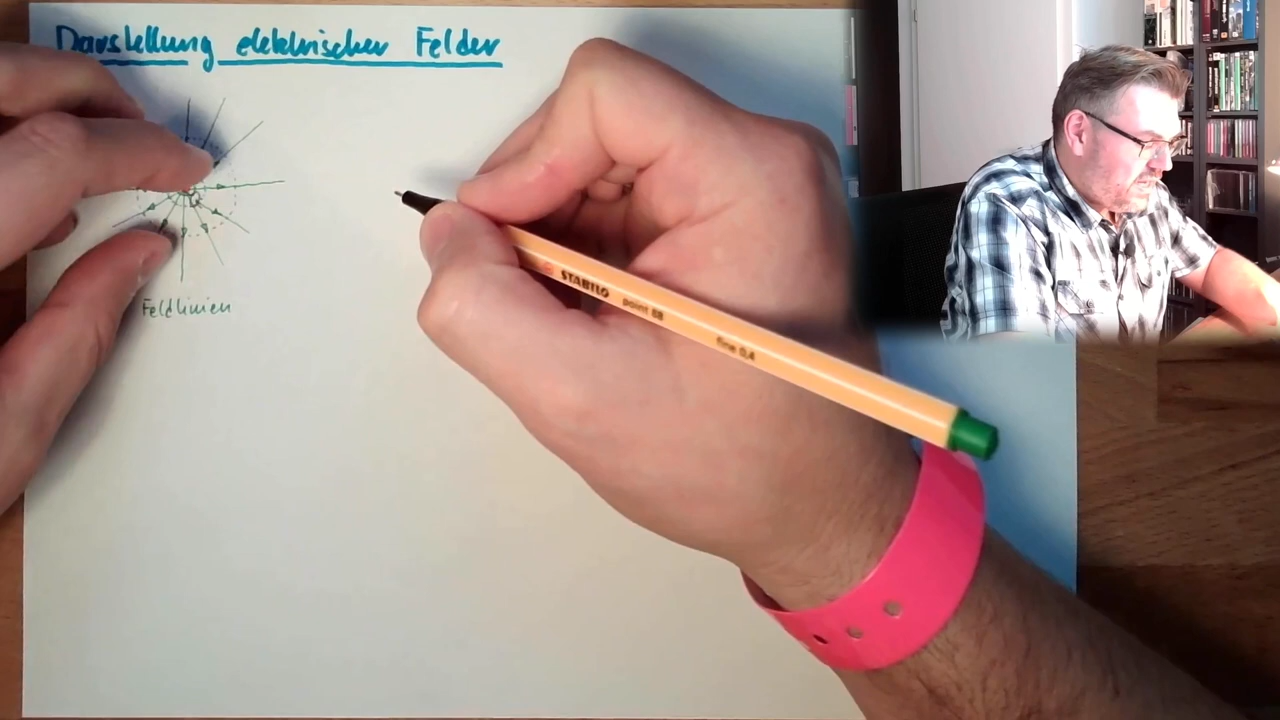 Darstellung elektrischer Felder
Feldlinien
STABILO point 88
fine 0,4